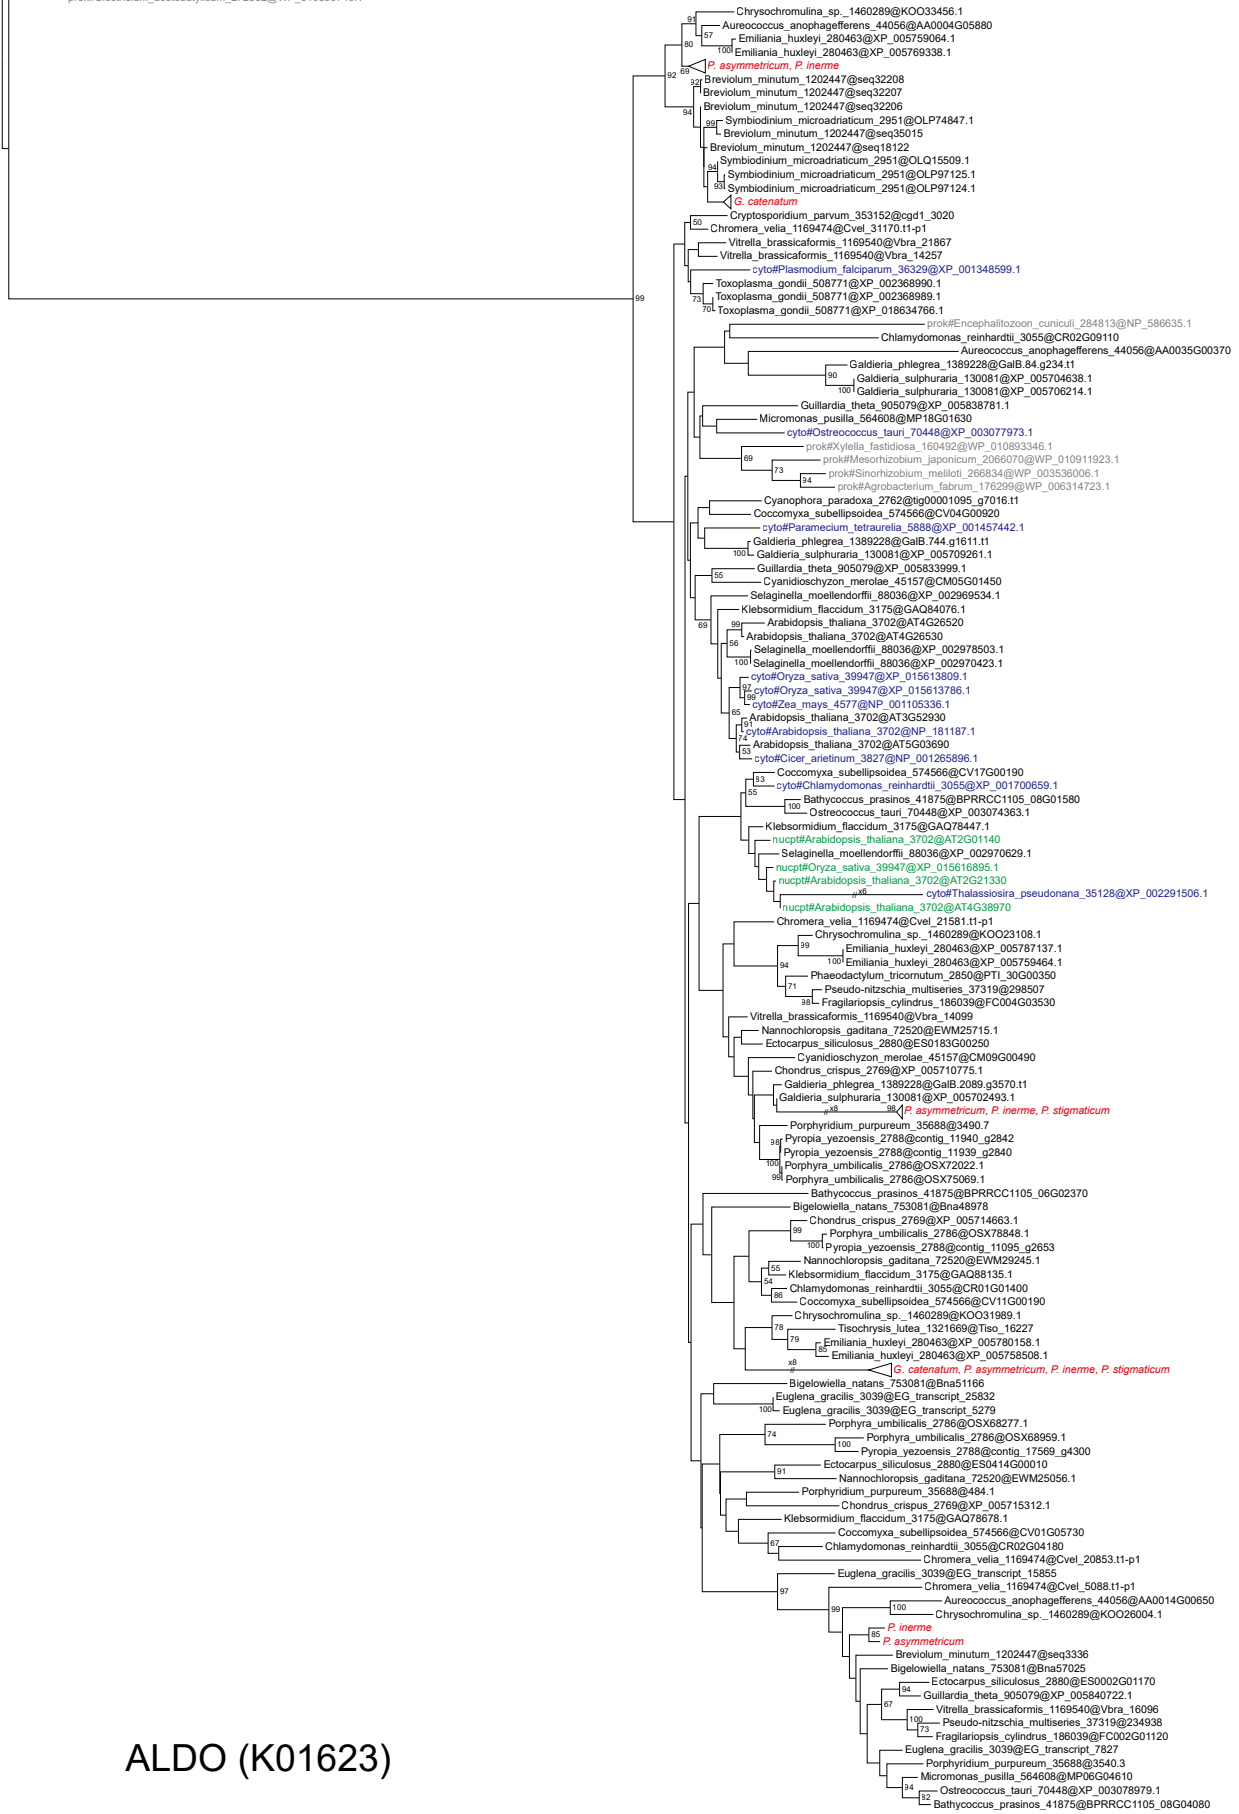 Chrysochromulina_sp._1460289@KOO33456.1
91
Aureococcus_anophagefferens_44056@AA0004G05880
57
Emiliania_huxleyi_280463@XP_005759064.1
80
100
Emiliania_huxleyi_280463@XP_005769338.1
P. asymmetricum, P. inerme
69
92
Breviolum_minutum_1202447@seq32208
92
Breviolum_minutum_1202447@seq32207
Breviolum_minutum_1202447@seq32206
94
Symbiodinium_microadriaticum_2951@OLP74847.1
99
Breviolum_minutum_1202447@seq35015
Breviolum_minutum_1202447@seq18122
Symbiodinium_microadriaticum_2951@OLQ15509.1
94
Symbiodinium_microadriaticum_2951@OLP97125.1
93
Symbiodinium_microadriaticum_2951@OLP97124.1
G. catenatum
Cryptosporidium_parvum_353152@cgd1_3020
50
Chromera_velia_1169474@Cvel_31170.t1-p1
Vitrella_brassicaformis_1169540@Vbra_21867
Vitrella_brassicaformis_1169540@Vbra_14257
cyto#Plasmodium_falciparum_36329@XP_001348599.1
Toxoplasma_gondii_508771@XP_002368990.1
99
73
Toxoplasma_gondii_508771@XP_002368989.1
70
Toxoplasma_gondii_508771@XP_018634766.1
prok#Encephalitozoon_cuniculi_284813@NP_586635.1
Chlamydomonas_reinhardtii_3055@CR02G09110
Aureococcus_anophagefferens_44056@AA0035G00370
Galdieria_phlegrea_1389228@GalB.84.g234.t1
90
Galdieria_sulphuraria_130081@XP_005704638.1
100
Galdieria_sulphuraria_130081@XP_005706214.1
Guillardia_theta_905079@XP_005838781.1
Micromonas_pusilla_564608@MP18G01630
cyto#Ostreococcus_tauri_70448@XP_003077973.1
prok#Xylella_fastidiosa_160492@WP_010893346.1
69
prok#Mesorhizobium_japonicum_2066070@WP_010911923.1
73
prok#Sinorhizobium_meliloti_266834@WP_003536006.1
94
prok#Agrobacterium_fabrum_176299@WP_006314723.1
Cyanophora_paradoxa_2762@tig00001095_g7016.t1
Coccomyxa_subellipsoidea_574566@CV04G00920
cyto#Paramecium_tetraurelia_5888@XP_001457442.1
Galdieria_phlegrea_1389228@GalB.744.g1611.t1
100
Galdieria_sulphuraria_130081@XP_005709261.1
Guillardia_theta_905079@XP_005833999.1
55
Cyanidioschyzon_merolae_45157@CM05G01450
Selaginella_moellendorffii_88036@XP_002969534.1
Klebsormidium_flaccidum_3175@GAQ84076.1
69
99
Arabidopsis_thaliana_3702@AT4G26520
Arabidopsis_thaliana_3702@AT4G26530
56
Selaginella_moellendorffii_88036@XP_002978503.1
100
Selaginella_moellendorffii_88036@XP_002970423.1
cyto#Oryza_sativa_39947@XP_015613809.1
97
cyto#Oryza_sativa_39947@XP_015613786.1
99
cyto#Zea_mays_4577@NP_001105336.1
65
Arabidopsis_thaliana_3702@AT3G52930
91
cyto#Arabidopsis_thaliana_3702@NP_181187.1
74
Arabidopsis_thaliana_3702@AT5G03690
53
cyto#Cicer_arietinum_3827@NP_001265896.1
Coccomyxa_subellipsoidea_574566@CV17G00190
83
cyto#Chlamydomonas_reinhardtii_3055@XP_001700659.1
55
Bathycoccus_prasinos_41875@BPRRCC1105_08G01580
100
Ostreococcus_tauri_70448@XP_003074363.1
Klebsormidium_flaccidum_3175@GAQ78447.1
nucpt#Arabidopsis_thaliana_3702@AT2G01140
Selaginella_moellendorffii_88036@XP_002970629.1
nucpt#Oryza_sativa_39947@XP_015616895.1
nucpt#Arabidopsis_thaliana_3702@AT2G21330
x6
cyto#Thalassiosira_pseudonana_35128@XP_002291506.1
nucpt#Arabidopsis_thaliana_3702@AT4G38970
Chromera_velia_1169474@Cvel_21581.t1-p1
Chrysochromulina_sp._1460289@KOO23108.1
99
Emiliania_huxleyi_280463@XP_005787137.1
100
Emiliania_huxleyi_280463@XP_005759464.1
94
Phaeodactylum_tricornutum_2850@PTI_30G00350
71
Pseudo-nitzschia_multiseries_37319@298507
98
Fragilariopsis_cylindrus_186039@FC004G03530
Vitrella_brassicaformis_1169540@Vbra_14099
Nannochloropsis_gaditana_72520@EWM25715.1
Ectocarpus_siliculosus_2880@ES0183G00250
Cyanidioschyzon_merolae_45157@CM09G00490
Chondrus_crispus_2769@XP_005710775.1
Galdieria_phlegrea_1389228@GalB.2089.g3570.t1
Galdieria_sulphuraria_130081@XP_005702493.1
x8
98
P. asymmetricum, P. inerme, P. stigmaticum
Porphyridium_purpureum_35688@3490.7
98
Pyropia_yezoensis_2788@contig_11940_g2842
Pyropia_yezoensis_2788@contig_11939_g2840
100
Porphyra_umbilicalis_2786@OSX72022.1
99
Porphyra_umbilicalis_2786@OSX75069.1
Bathycoccus_prasinos_41875@BPRRCC1105_06G02370
Bigelowiella_natans_753081@Bna48978
Chondrus_crispus_2769@XP_005714663.1
99
Porphyra_umbilicalis_2786@OSX78848.1
100
Pyropia_yezoensis_2788@contig_11095_g2653
Nannochloropsis_gaditana_72520@EWM29245.1
55
Klebsormidium_flaccidum_3175@GAQ88135.1
54
Chlamydomonas_reinhardtii_3055@CR01G01400
86
Coccomyxa_subellipsoidea_574566@CV11G00190
Chrysochromulina_sp._1460289@KOO31989.1
78
Tisochrysis_lutea_1321669@Tiso_16227
79
Emiliania_huxleyi_280463@XP_005780158.1
85
Emiliania_huxleyi_280463@XP_005758508.1
x8
G. catenatum, P. asymmetricum, P. inerme, P. stigmaticum
Bigelowiella_natans_753081@Bna51166
Euglena_gracilis_3039@EG_transcript_25832
100
Euglena_gracilis_3039@EG_transcript_5279
Porphyra_umbilicalis_2786@OSX68277.1
74
Porphyra_umbilicalis_2786@OSX68959.1
100
Pyropia_yezoensis_2788@contig_17569_g4300
Ectocarpus_siliculosus_2880@ES0414G00010
91
Nannochloropsis_gaditana_72520@EWM25056.1
Porphyridium_purpureum_35688@484.1
Chondrus_crispus_2769@XP_005715312.1
Klebsormidium_flaccidum_3175@GAQ78678.1
Coccomyxa_subellipsoidea_574566@CV01G05730
67
Chlamydomonas_reinhardtii_3055@CR02G04180
Chromera_velia_1169474@Cvel_20853.t1-p1
Euglena_gracilis_3039@EG_transcript_15855
97
Chromera_velia_1169474@Cvel_5088.t1-p1
Aureococcus_anophagefferens_44056@AA0014G00650
99
100
Chrysochromulina_sp._1460289@KOO26004.1
P. inerme
85
P. asymmetricum
Breviolum_minutum_1202447@seq3336
Bigelowiella_natans_753081@Bna57025
Ectocarpus_siliculosus_2880@ES0002G01170
94
Guillardia_theta_905079@XP_005840722.1
67
Vitrella_brassicaformis_1169540@Vbra_16096
100
Pseudo-nitzschia_multiseries_37319@234938
73
Fragilariopsis_cylindrus_186039@FC002G01120
Euglena_gracilis_3039@EG_transcript_7827
Porphyridium_purpureum_35688@3540.3
Micromonas_pusilla_564608@MP06G04610
94
Ostreococcus_tauri_70448@XP_003078979.1
82
Bathycoccus_prasinos_41875@BPRRCC1105_08G04080
ALDO (K01623)